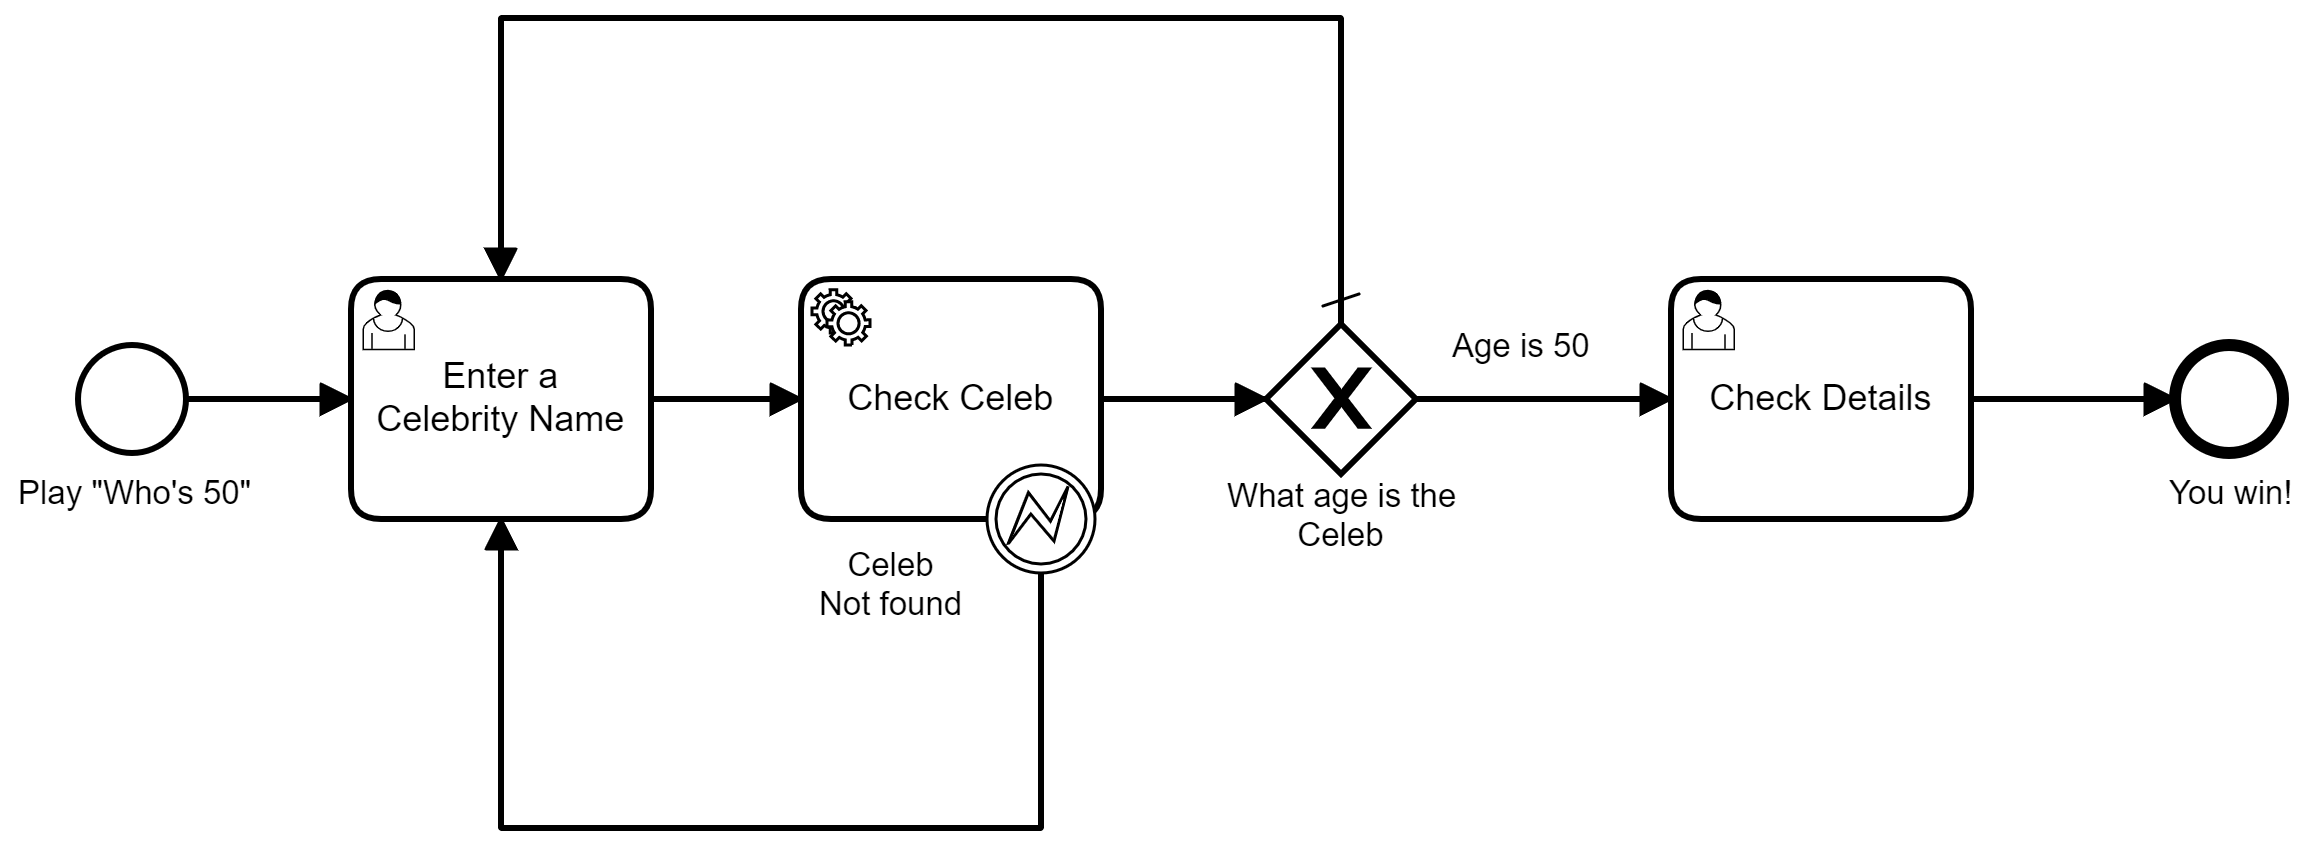 Play "Who's 50"
Enter a
Celebrity Name
Check Celeb
Celeb
Not found
What age is the
Celeb
Age is 50
Check Details
You win!